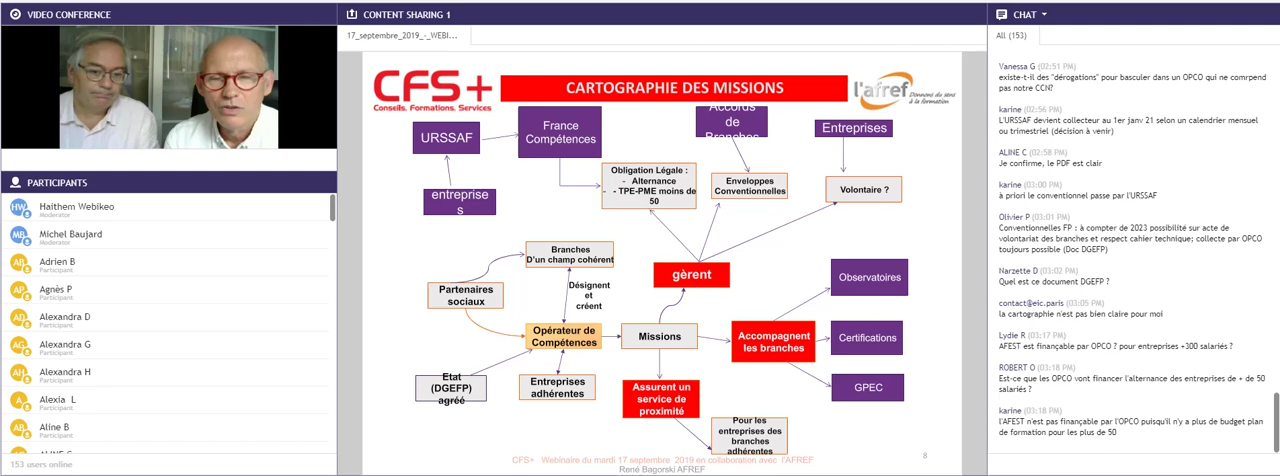 VIDEO CONFERENCE
PARTICIPANTS
HW
Haithem Webikeo
Moderator
MB
Michel Baujard
Moderator
AB
Adrien B
Participant
AP
Agnès P
Participant
AD
Alexandra D
Participant
AG
Alexandra G
Participant
AH
Alexandra H
Participant
A
Alexia L
Participant
AB
Aline B
Participant
153 users online
CONTENT SHARING 1
17_septembre_2019_-_WEBI...
CFS+
Conseils. Formations. Services
CARTOGRAPHIE DES MISSIONS
l'afref
Donneurs du sens
à la formation
URSSAF
France
Compétences
Accords
de
Branches
Entreprises
entreprise
s
Obligation Légale :
- Alternance
- - TPE-PME moins de
50
Enveloppes
Conventionnelles
Volontaire ?
Branches
D'un champ cohérent
gèrent
Observatoires
Partenaires
sociaux
Désignent
et
créent
Opérateur de
Compétences
Missions
Accompagnent
les branches
Certifications
Etat
(DGEFP)
agréé
Entreprises
adhérentes
Assurent un
service de
proximité
GPEC
Pour les
entreprises des
branches
adhérentes
CFS+ Webinaire du mardi 17 septembre 2019 en collaboration avec l'AFREF
René Bagorski AFREF
8
CHAT
All (153)
Vanessa G (02:51 PM)
existe-t-il des "dérogations" pour basculer dans un OPCO qui ne comrpend
pas notre CCN?
karine (02:56 PM)
L'URSSAF devient collecteur au 1er janv 21 selon un calendrier mensuel
ou trimestriel (décision à venir)
ALINE C (02:58 PM)
Je confirme, le PDF est clair
karine (03:00 PM)
à priori le conventionnel passe par l'URSSAF
Olivier P (03:01 PM)
Conventionnelles FP : à compter de 2023 possibilité sur acte de
volontariat des branches et respect cahier technique; collecte par OPCO
toujours possible (Doc DGEFP)
Narzette D (03:02 PM)
Quel est ce document DGEFP ?
contact@eic.paris (03:05 PM)
la cartographie n'est pas bien claire pour moi
Lydie R (03:17 PM)
AFEST est finançable par OPCO ? pour entreprises +300 salariés ?
ROBERT O (03:18 PM)
Est-ce que les OPCO vont financer l'alternance des entreprises de + de 50
salariés ?
karine (03:18 PM)
l'AFEST n'est pas finançable par l'OPCO puisqu'il n'y a plus de budget plan
de formation pour les plus de 50